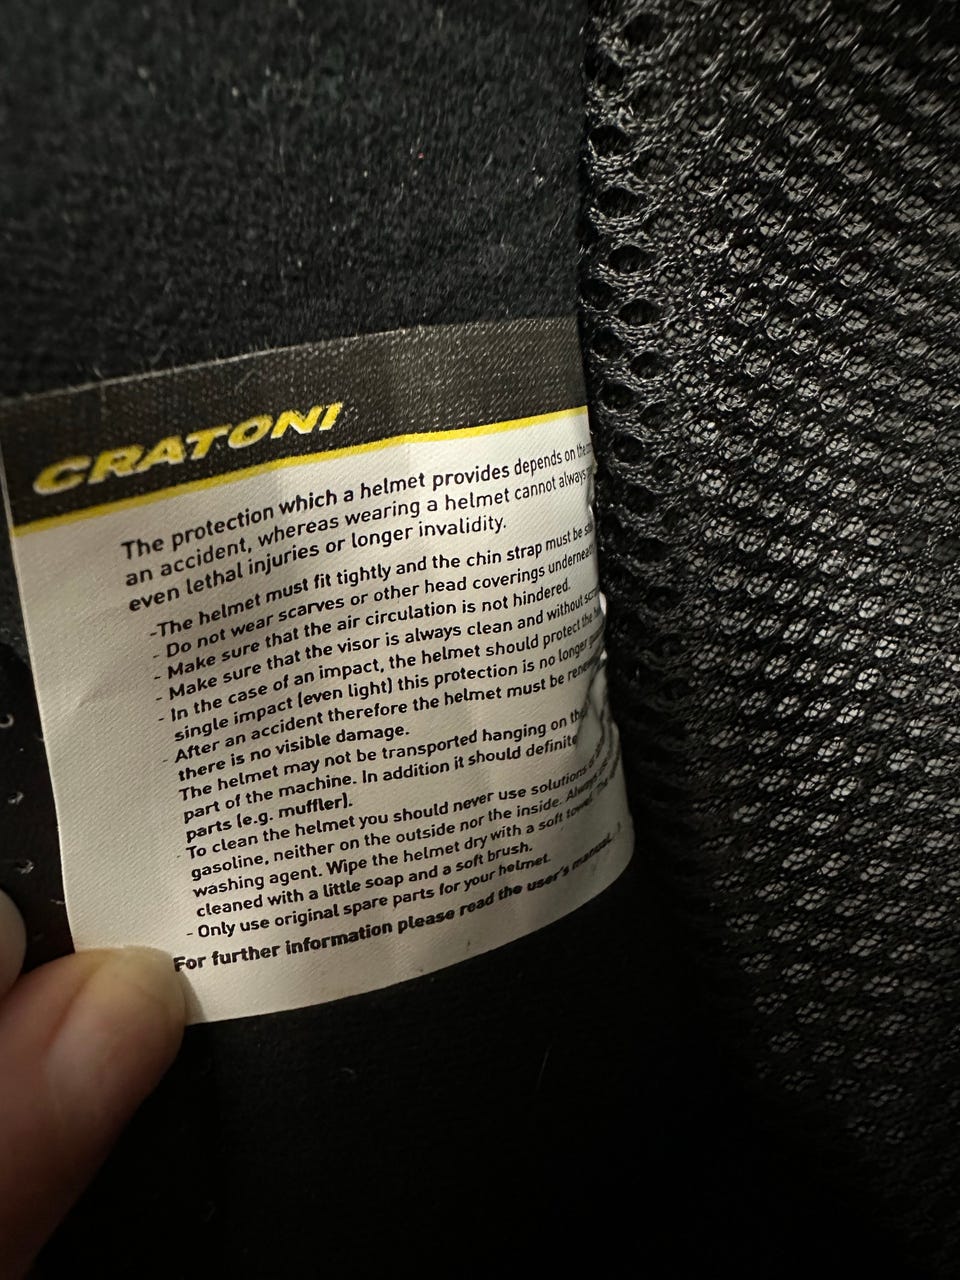 CRATONI
The protection which a helmet provides depends on the
an accident, whereas wearing a helmet cannot always
even lethal injuries or longer invalidity.
-The helmet must fit tightly and the chin strap must be
- Do not wear scarves or other head coverings
- Make sure that the air circulation is not hindered.
- Make sure that the visor is always clean and without
- In the case of an impact, the helmet should protect the
single impact (even light) this protection is no longer
After an accident therefore the helmet must be
there is no visible damage.
The helmet may not be transported hanging on the
part of the machine. In addition it should
parts (e.g. muffler).
- To clean the helmet you should never use solutions
gasoline, neither on the outside nor the inside. Always
washing agent. Wipe the helmet dry with a soft towel. The
cleaned with a little soap and a soft brush.
- Only use original spare parts for your helmet.
For further information please read the user's manual